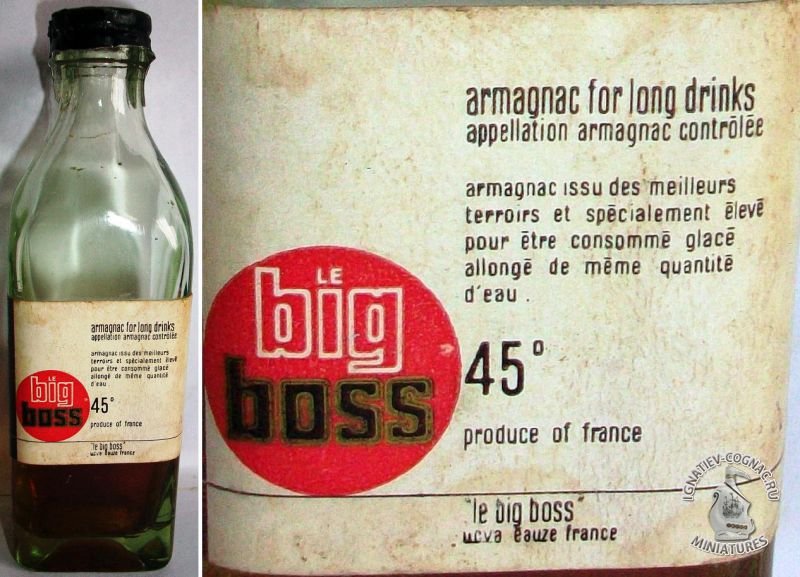 armagnac for long drinks
appellation armagnac contrôlée
armagnac issu des meilleurs
terroirs et spécialement élevé
pour être consommé glacé
allongé de même quantité
d'eau .
LE
big
boss
45°
produce of france
"le big boss"
ucva eauze france
armagnac for long drinks
appellation armagnac contrôlée
armagnac issu des meilleurs
terroirs et spécialement élevé
pour être consommé glacé
allongé de même quantité
d'eau .
LE
big
boss
45°
produce of france
"le big boss"
ucva eauze france
IGNATIEV-COGNAC.RU
MINIATURES